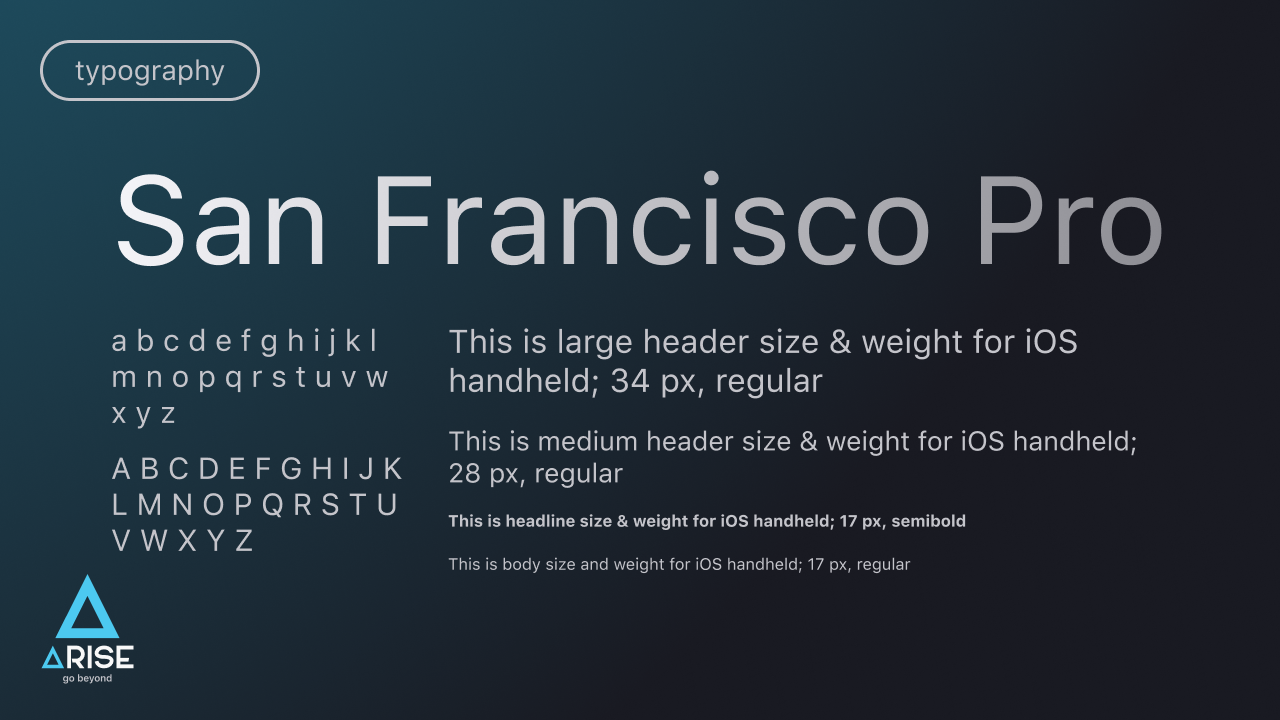 typography
San Francisco Pro
a b c d e f g h i j k l
m n o p q r s t u v w
x y z
A B C D E F G H I J K
L M N O P Q R S T U
V W X Y Z
This is large header size & weight for iOS
handheld; 34 px, regular
This is medium header size & weight for iOS handheld;
28 px, regular
This is headline size & weight for iOS handheld; 17 px, semibold
This is body size and weight for iOS handheld; 17 px, regular
ARISE
go beyond